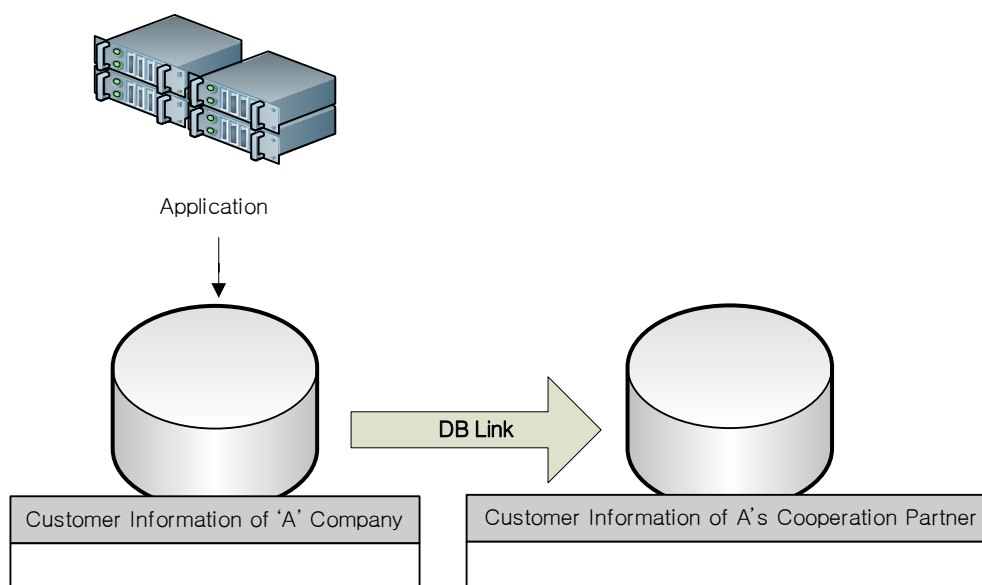 Application
DB Link
Customer Information of ‘A’ Company
Customer Information of A’s Cooperation Partner